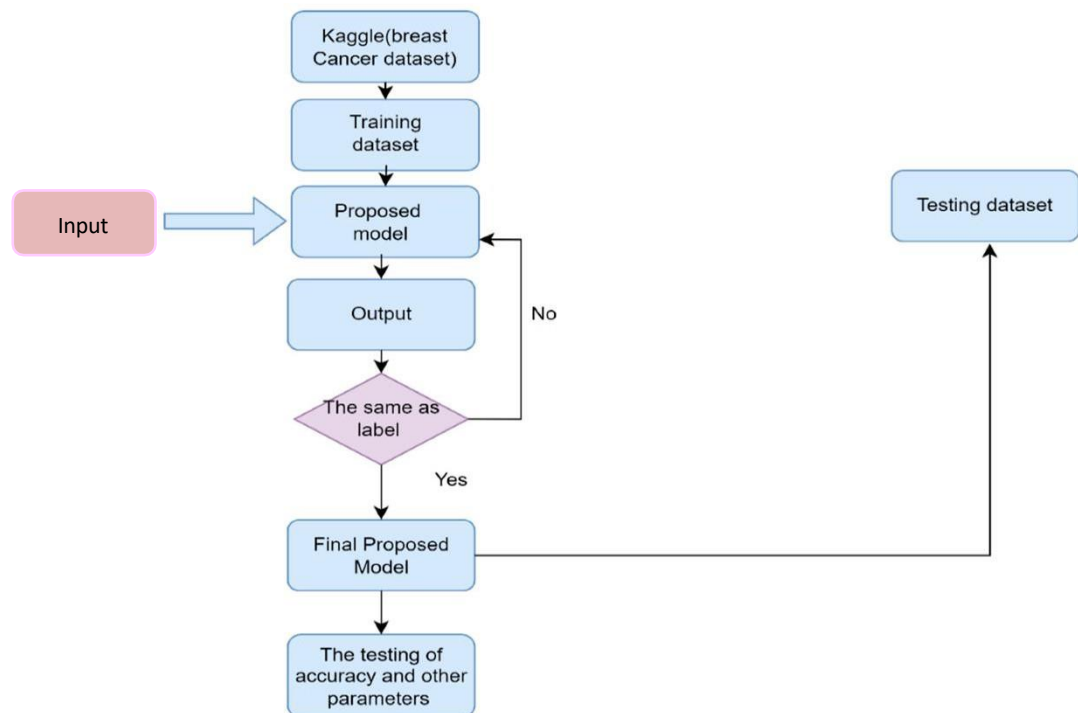 Kaggle(breast
Cancer dataset)
Training
dataset
Input
Proposed
model
Testing dataset
Output
No
The same as
label
Yes
Final Proposed
Model
The testing of
accuracy and other
parameters